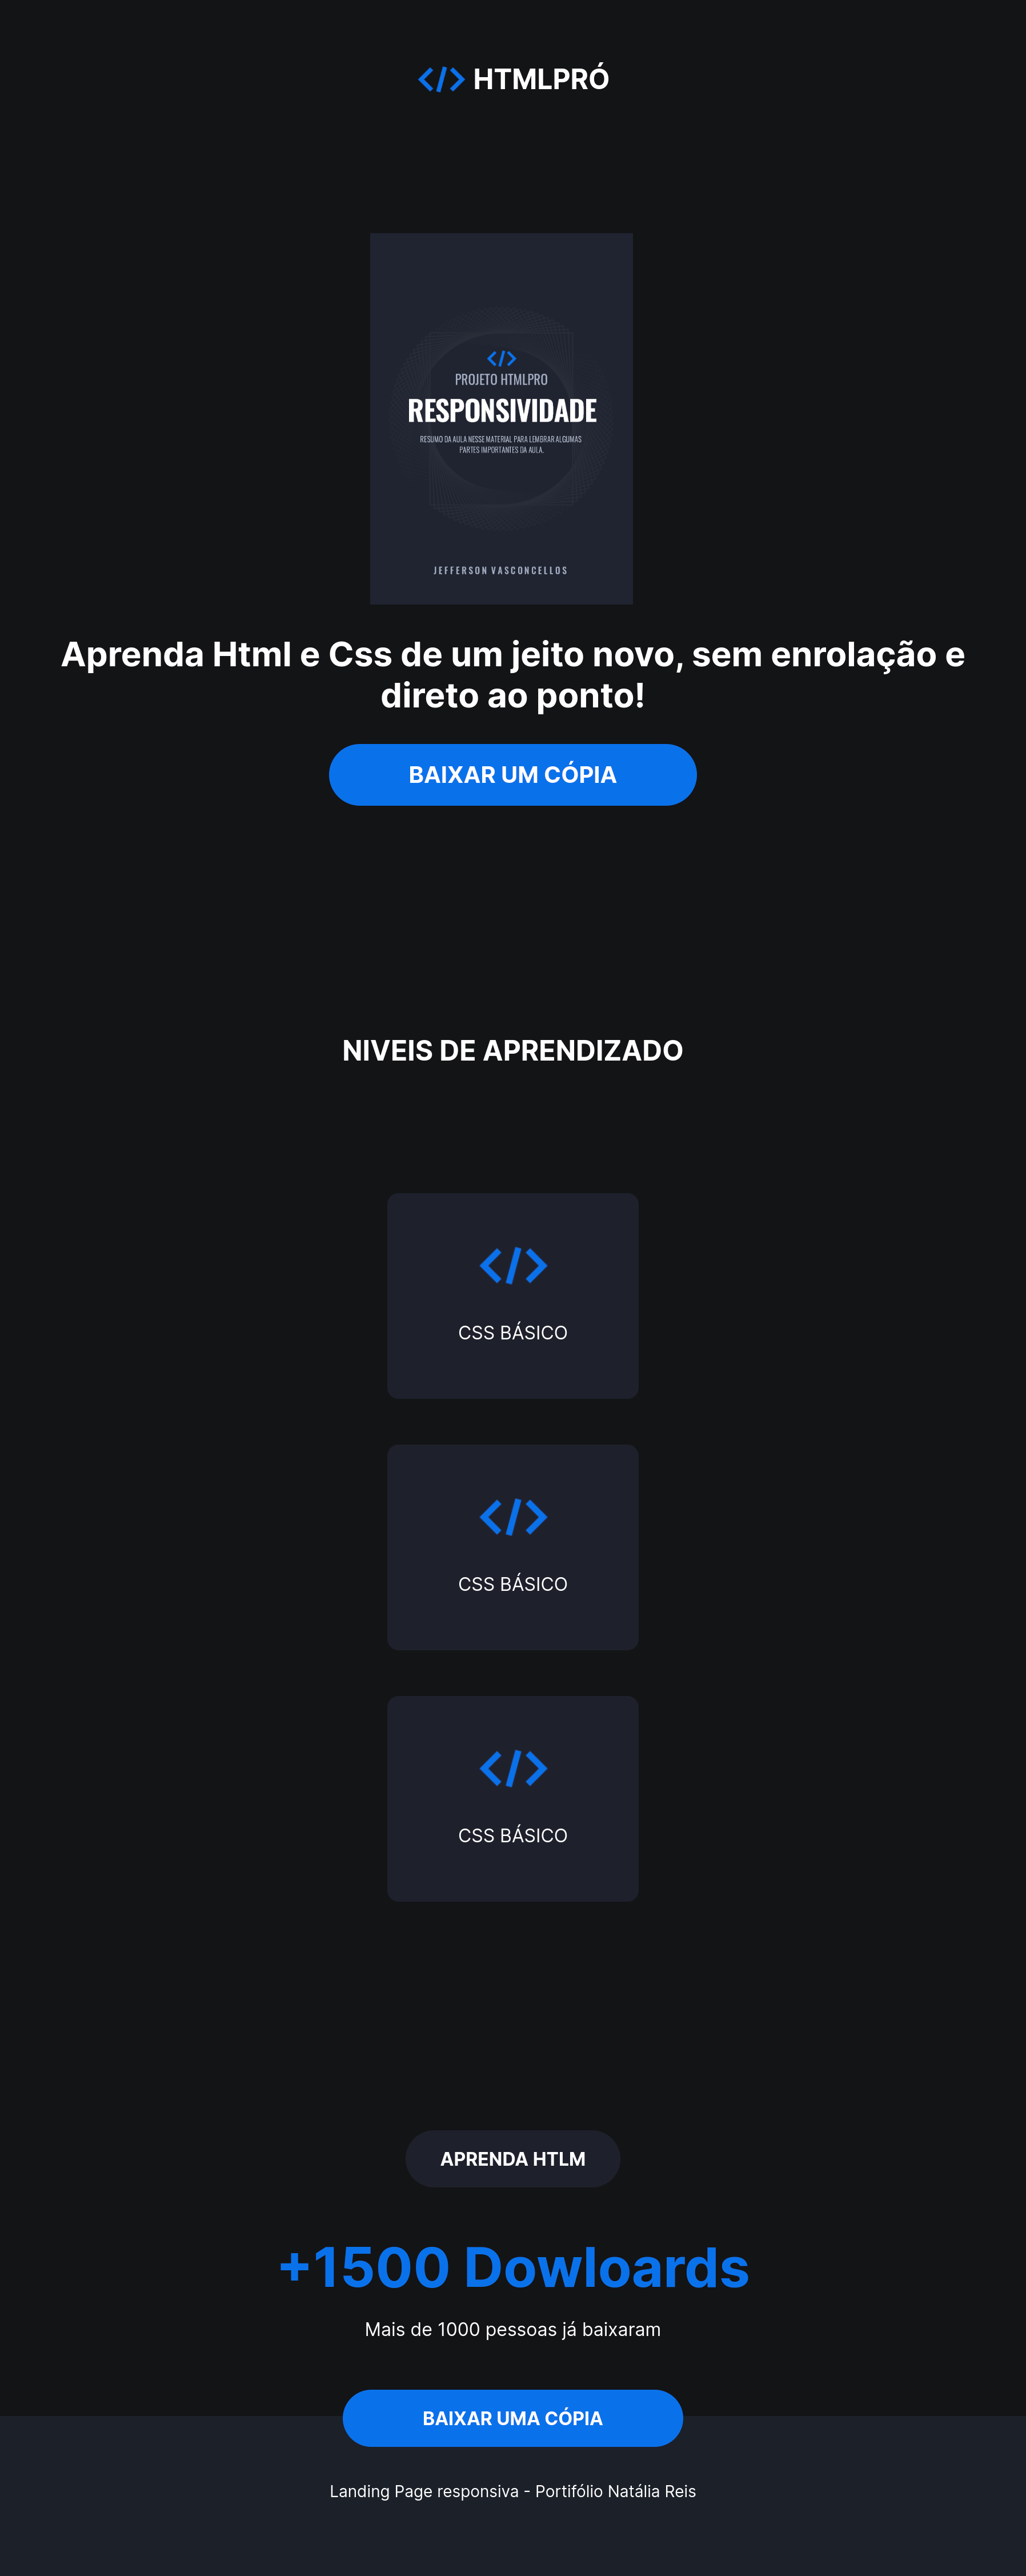 </> HTMLPRÓ
</>
PROJETO HTMLPRO
RESPONSIVIDADE
RESUMO DA AULA NESSE MATERIAL PARA LEMBRAR ALGUMAS
PARTES IMPORTANTES DA AULA.
JEFFERSON VASCONCELLOS
Aprenda Html e Css de um jeito novo, sem enrolação e
direto ao ponto!
BAIXAR UM CÓPIA
NIVEIS DE APRENDIZADO
</>
CSS BÁSICO
</>
CSS BÁSICO
</>
CSS BÁSICO
APRENDA HTLM
+1500 Dowloards
Mais de 1000 pessoas já baixaram
BAIXAR UMA CÓPIA
Landing Page responsiva - Portifólio Natália Reis